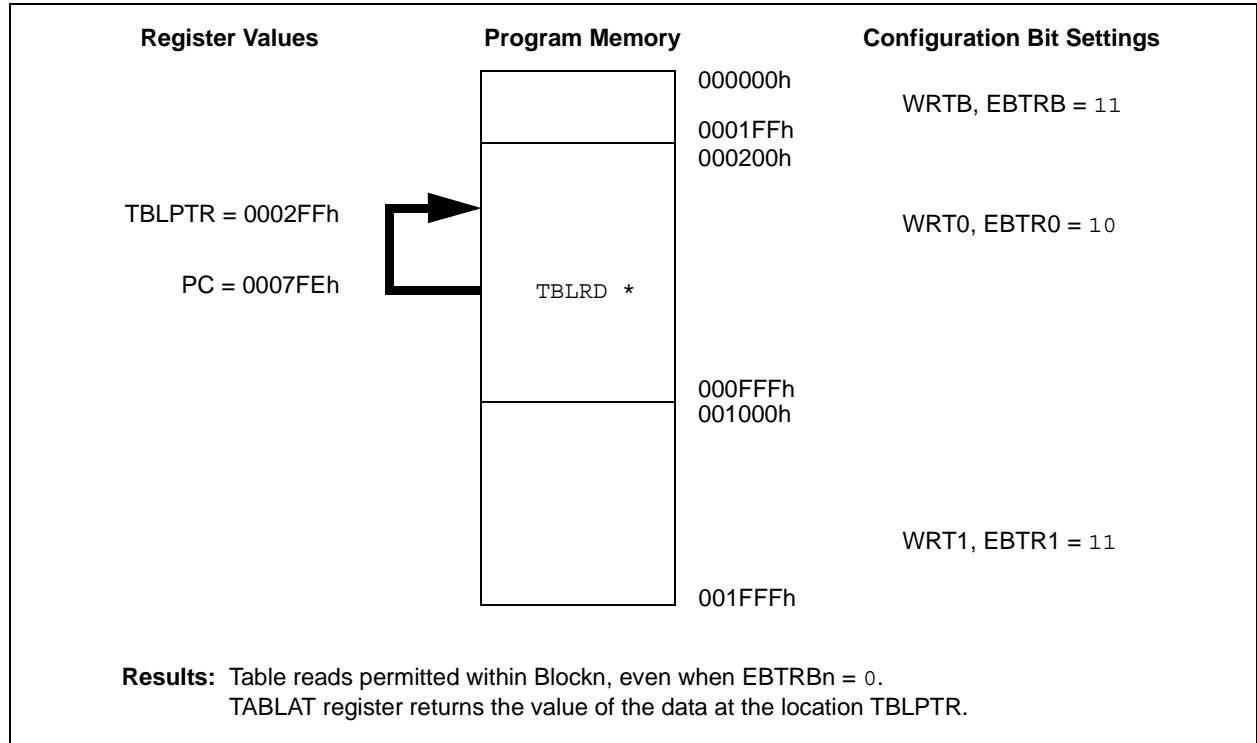 Register Values
Program Memory
Configuration Bit Settings
000000h
WRTB, EBTRB = 11
0001FFh
000200h
TBLPTR = 0002FFh
WRT0, EBTR0 = 10
PC = 0007FEh
TBLRD *
000FFFh
001000h
WRT1, EBTR1 = 11
001FFFh
Results: Table reads permitted within Blockn, even when EBTRBn = 0.
TABLAT register returns the value of the data at the location TBLPTR.